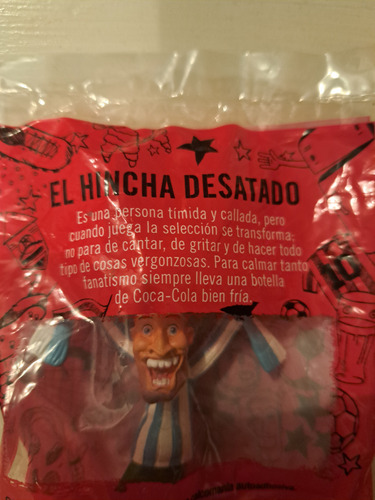 EL HINCHA DESATADO
Es una persona tímida y callada, pero
cuando juega la selección se transforma:
no para de cantar, de gritar y de hacer todo
tipo de cosas vergonzosas. Para calmar tanto
fanatismo siempre lleva una botella
de Coca-Cola bien fría.